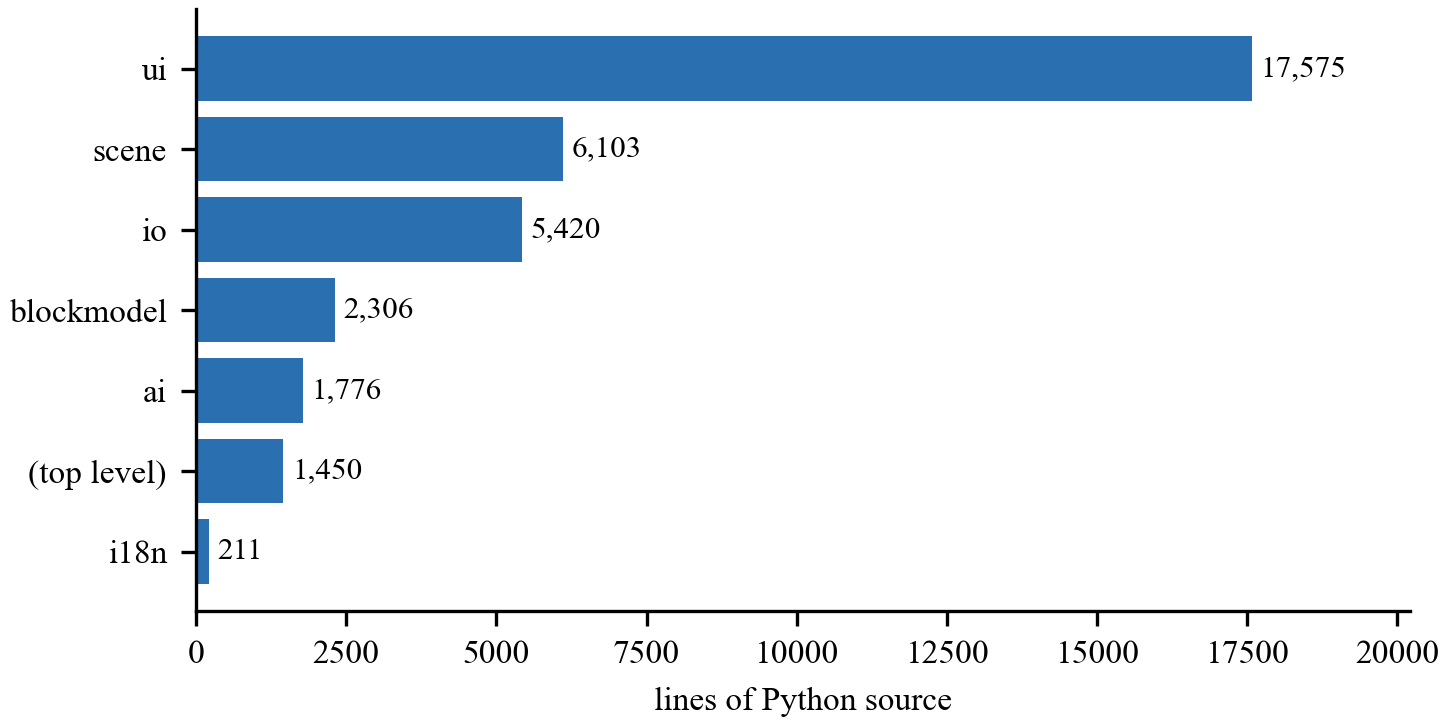 ui
17,575
scene
6,103
io
5,420
blockmodel
2,306
ai
1,776
(top level)
1,450
i18n
211
0 2500 5000 7500 10000 12500 15000 17500 20000
lines of Python source